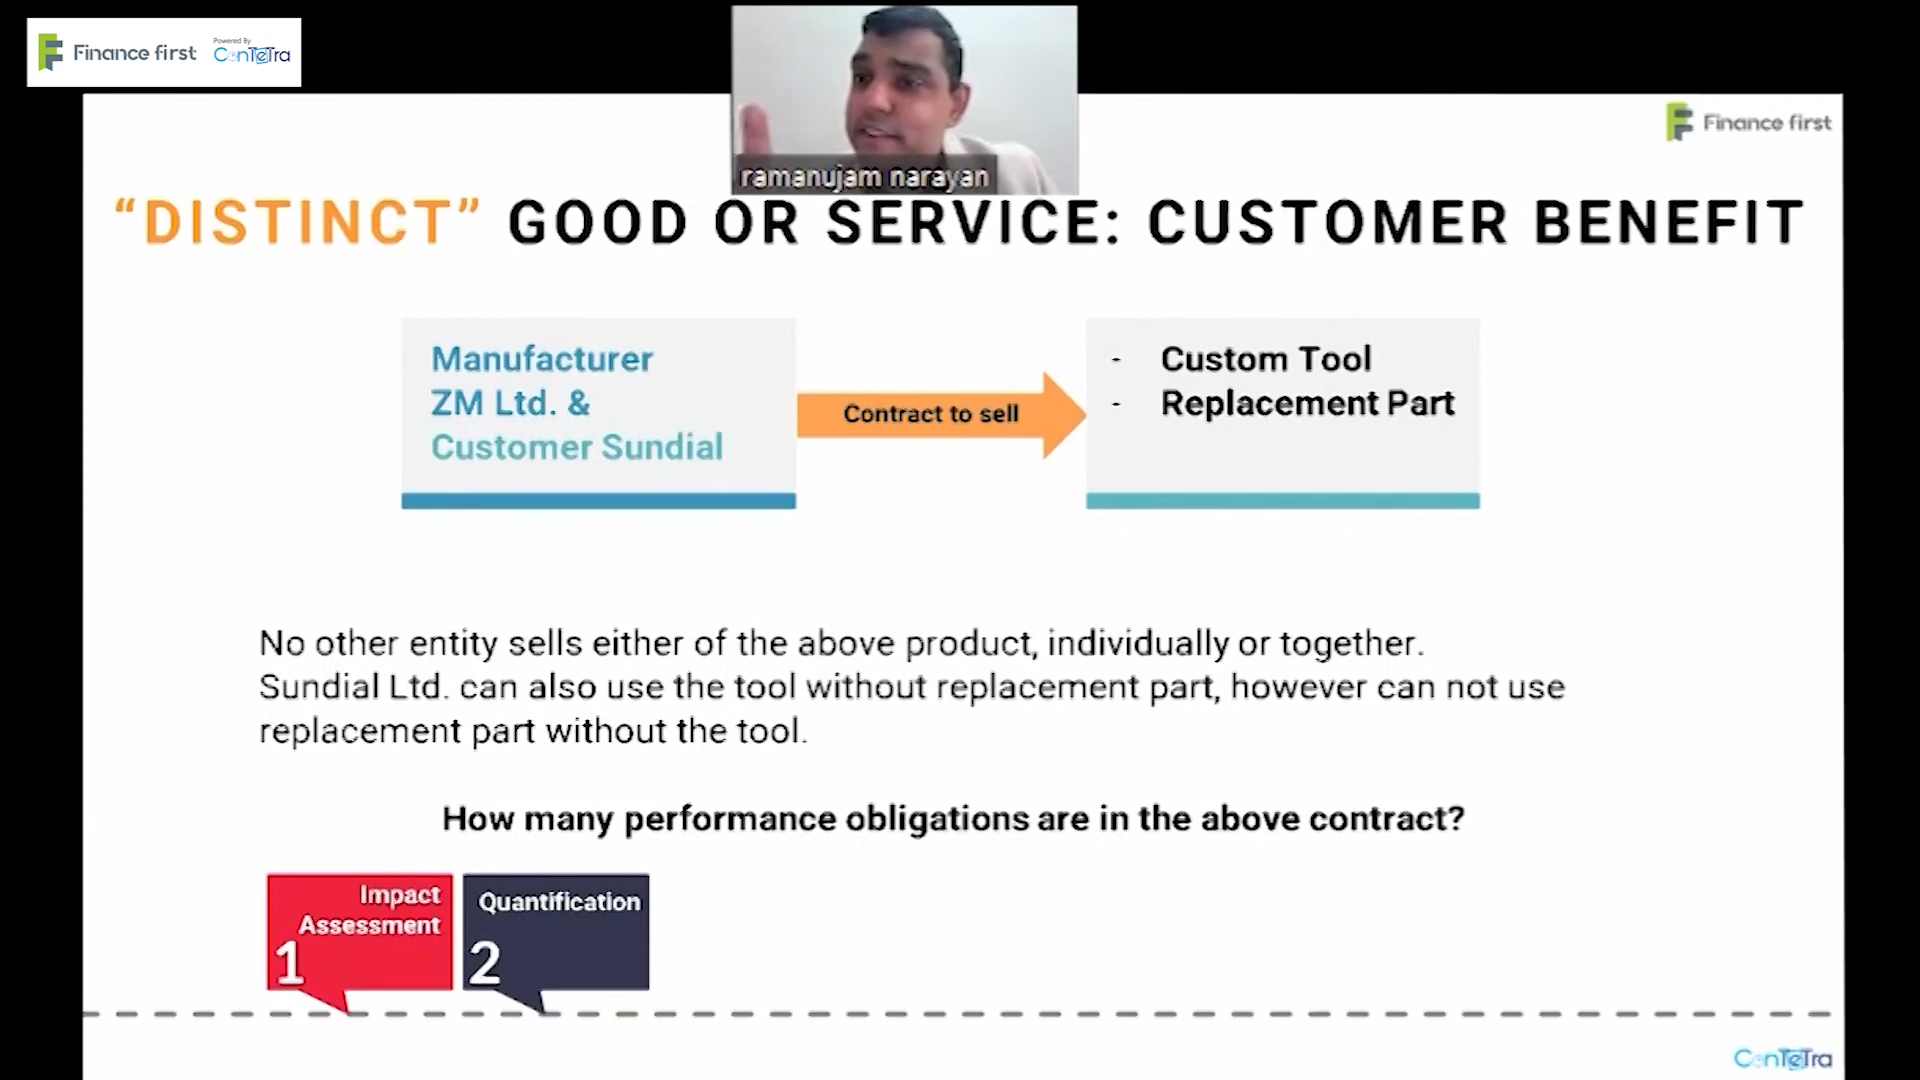 Finance first
Powered By
ConTeTra
ramanujam narayan
Finance first
“DISTINCT” GOOD OR SERVICE: CUSTOMER BENEFIT
Manufacturer
ZM Ltd. &
Customer Sundial
Contract to sell
- Custom Tool
- Replacement Part
No other entity sells either of the above product, individually or together.
Sundial Ltd. can also use the tool without replacement part, however can not use
replacement part without the tool.
How many performance obligations are in the above contract?
Impact
Assessment
1
Quantification
2
ConTeTra